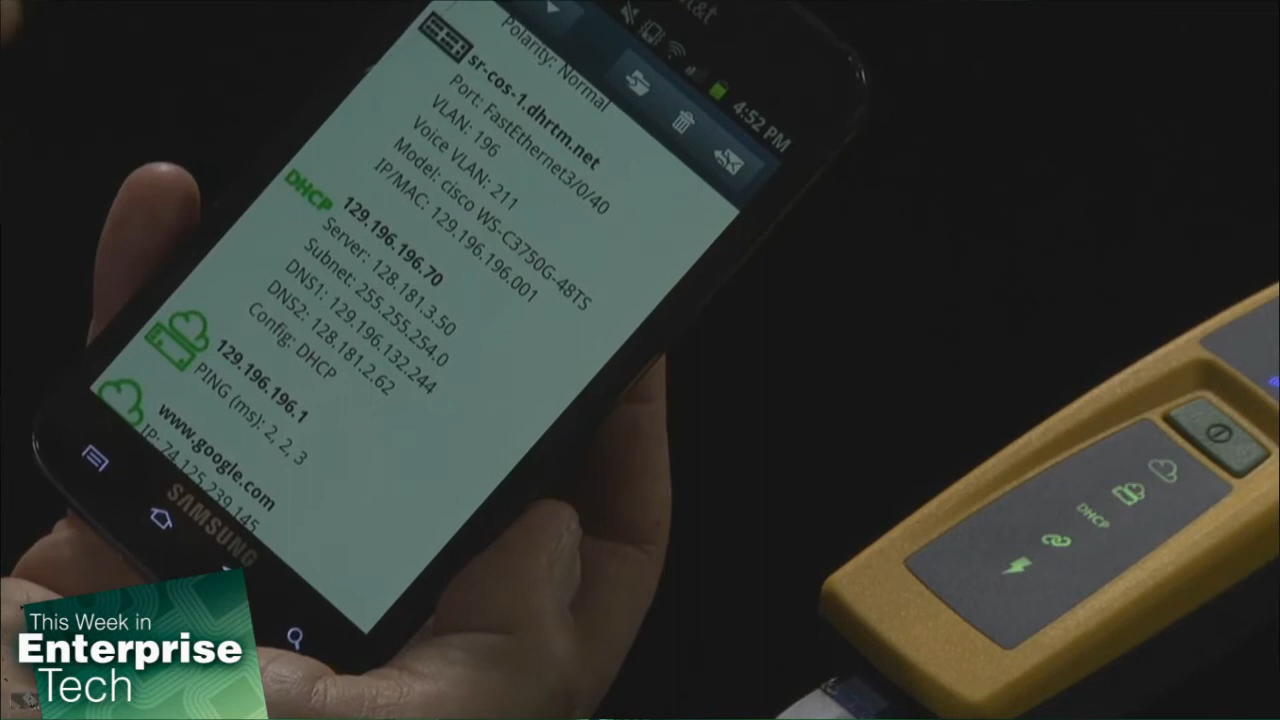 at&t
4:52 PM
Polarity: Normal
sr-cos-1.dhrtm.net
Port: FastEthernet3/0/40
VLAN: 196
Voice VLAN: 211
Model: cisco WS-C3750G-48TS
IP/MAC: 129.196.196.001
DHCP
129.196.196.70
Server: 128.181.3.50
Subnet: 255.255.254.0
DNS1: 129.196.132.244
DNS2: 128.181.2.62
Config: DHCP
129.196.196.1
PING (ms): 2, 2, 3
www.google.com
IP: 74.125.239.145
SAMSUNG
DHCP
This Week in
Enterprise
Tech